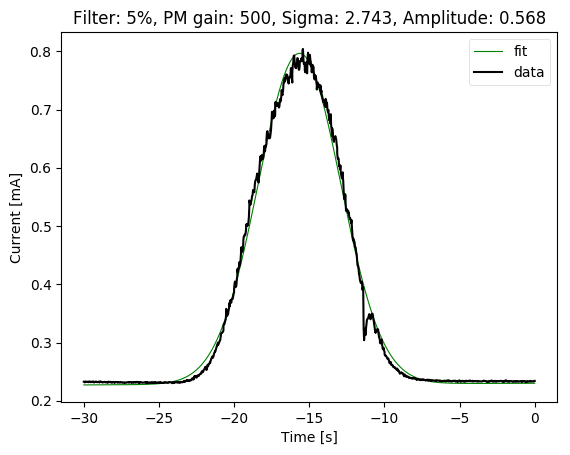 Filter: 5%, PM gain: 500, Sigma: 2.743, Amplitude: 0.568
fit
data
0.8
0.7
0.6
0.5
0.4
0.3
0.2
Current [mA]
−30 −25 −20 −15 −10 −5 0
Time [s]